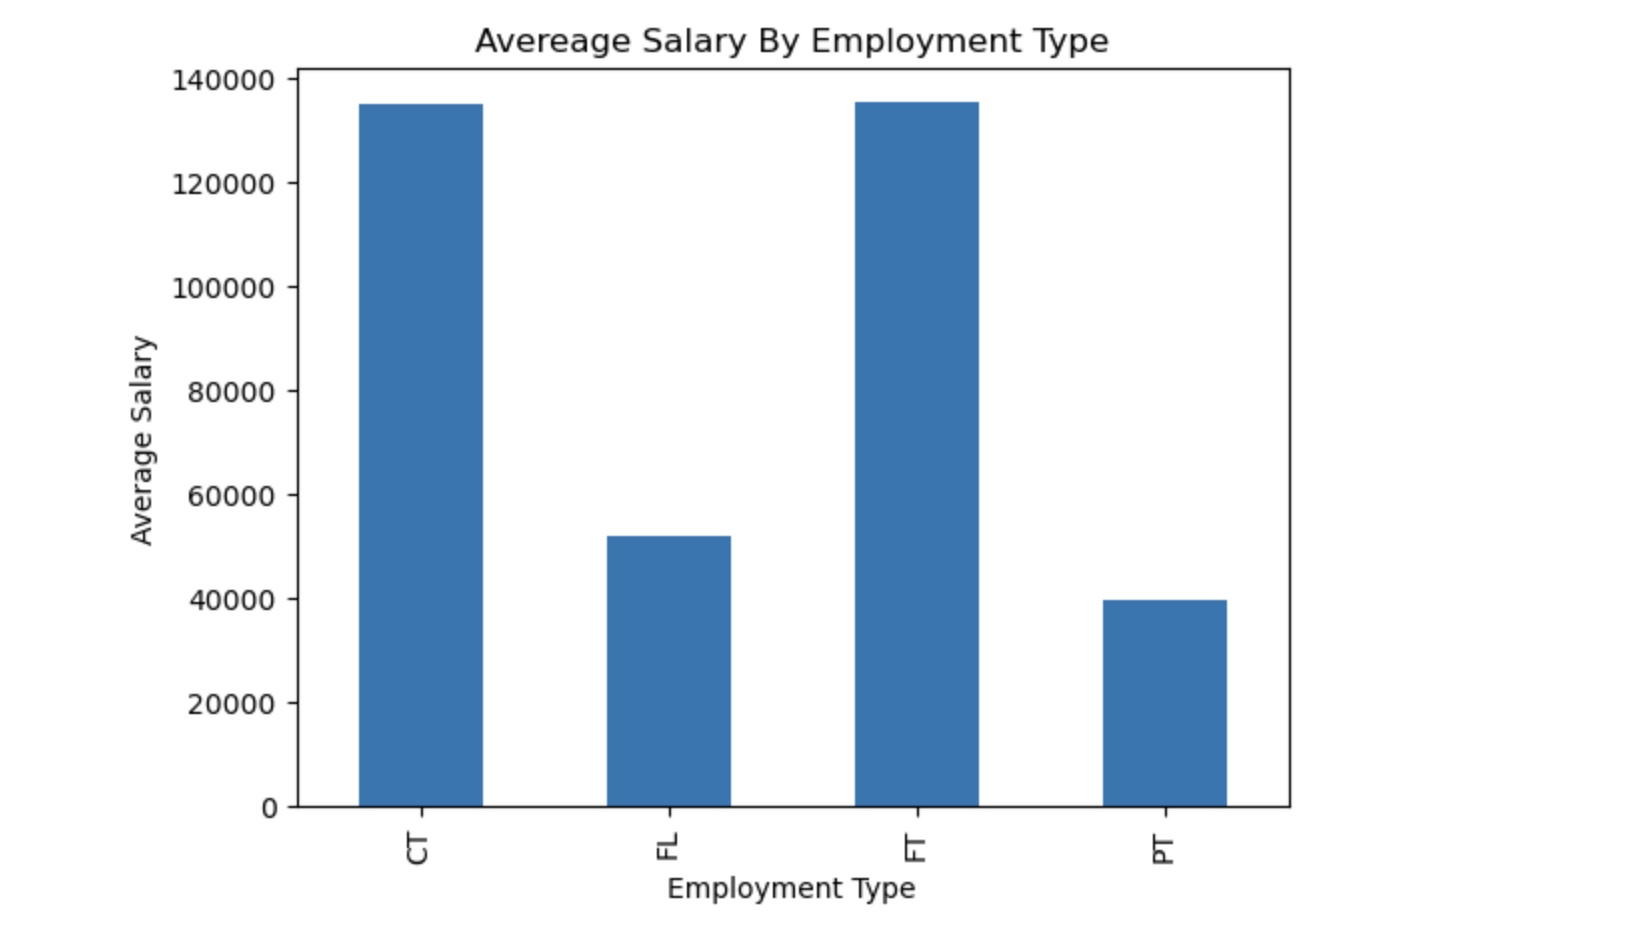 Avereage Salary By Employment Type
140000
120000
100000
80000
60000
40000
20000
0
Average Salary
CT
FL
FT
PT
Employment Type